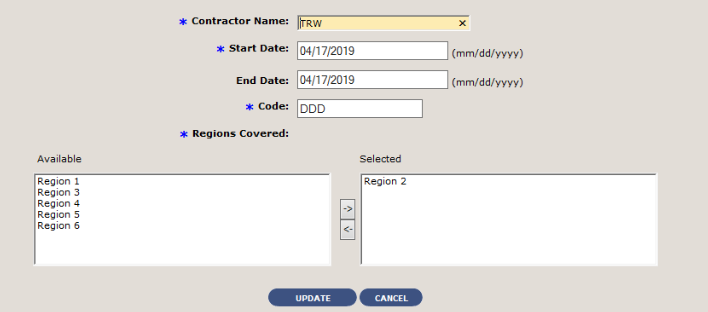 * Contractor Name: TRW ×
* Start Date: 04/17/2019 (mm/dd/yyyy)
End Date: 04/17/2019 (mm/dd/yyyy)
* Code: DDD
* Regions Covered:
Available Selected
Region 1 Region 2
Region 3
Region 4
Region 5
Region 6
->
<-
UPDATE CANCEL